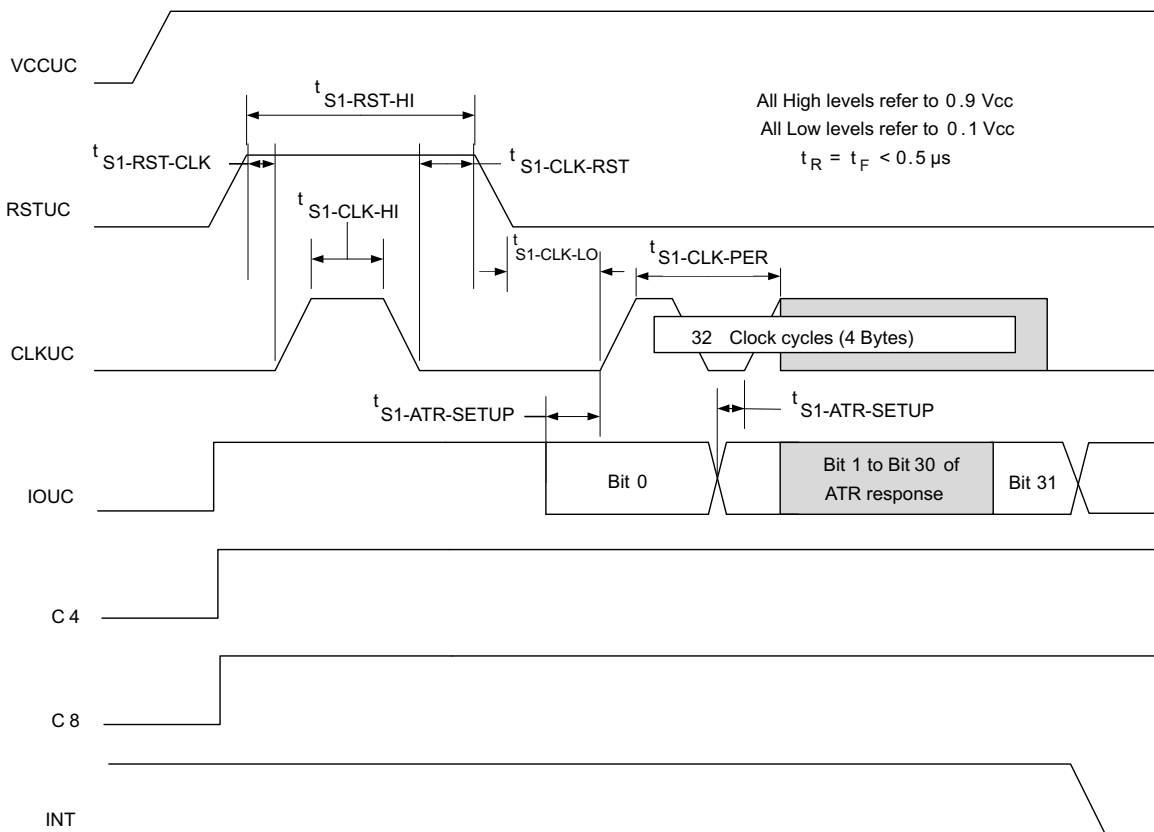 VCCUC
t S1-RST-HI
All High levels refer to 0.9 Vcc
All Low levels refer to 0.1 Vcc
t R = t F < 0.5 µs
t S1-RST-CLK
t S1-CLK-RST
RSTUC
t S1-CLK-HI
t S1-CLK-LO
t S1-CLK-PER
CLKUC
32 Clock cycles (4 Bytes)
t S1-ATR-SETUP
t S1-ATR-SETUP
IOUC
Bit 0
Bit 1 to Bit 30 of
ATR response
Bit 31
C 4
C 8
INT